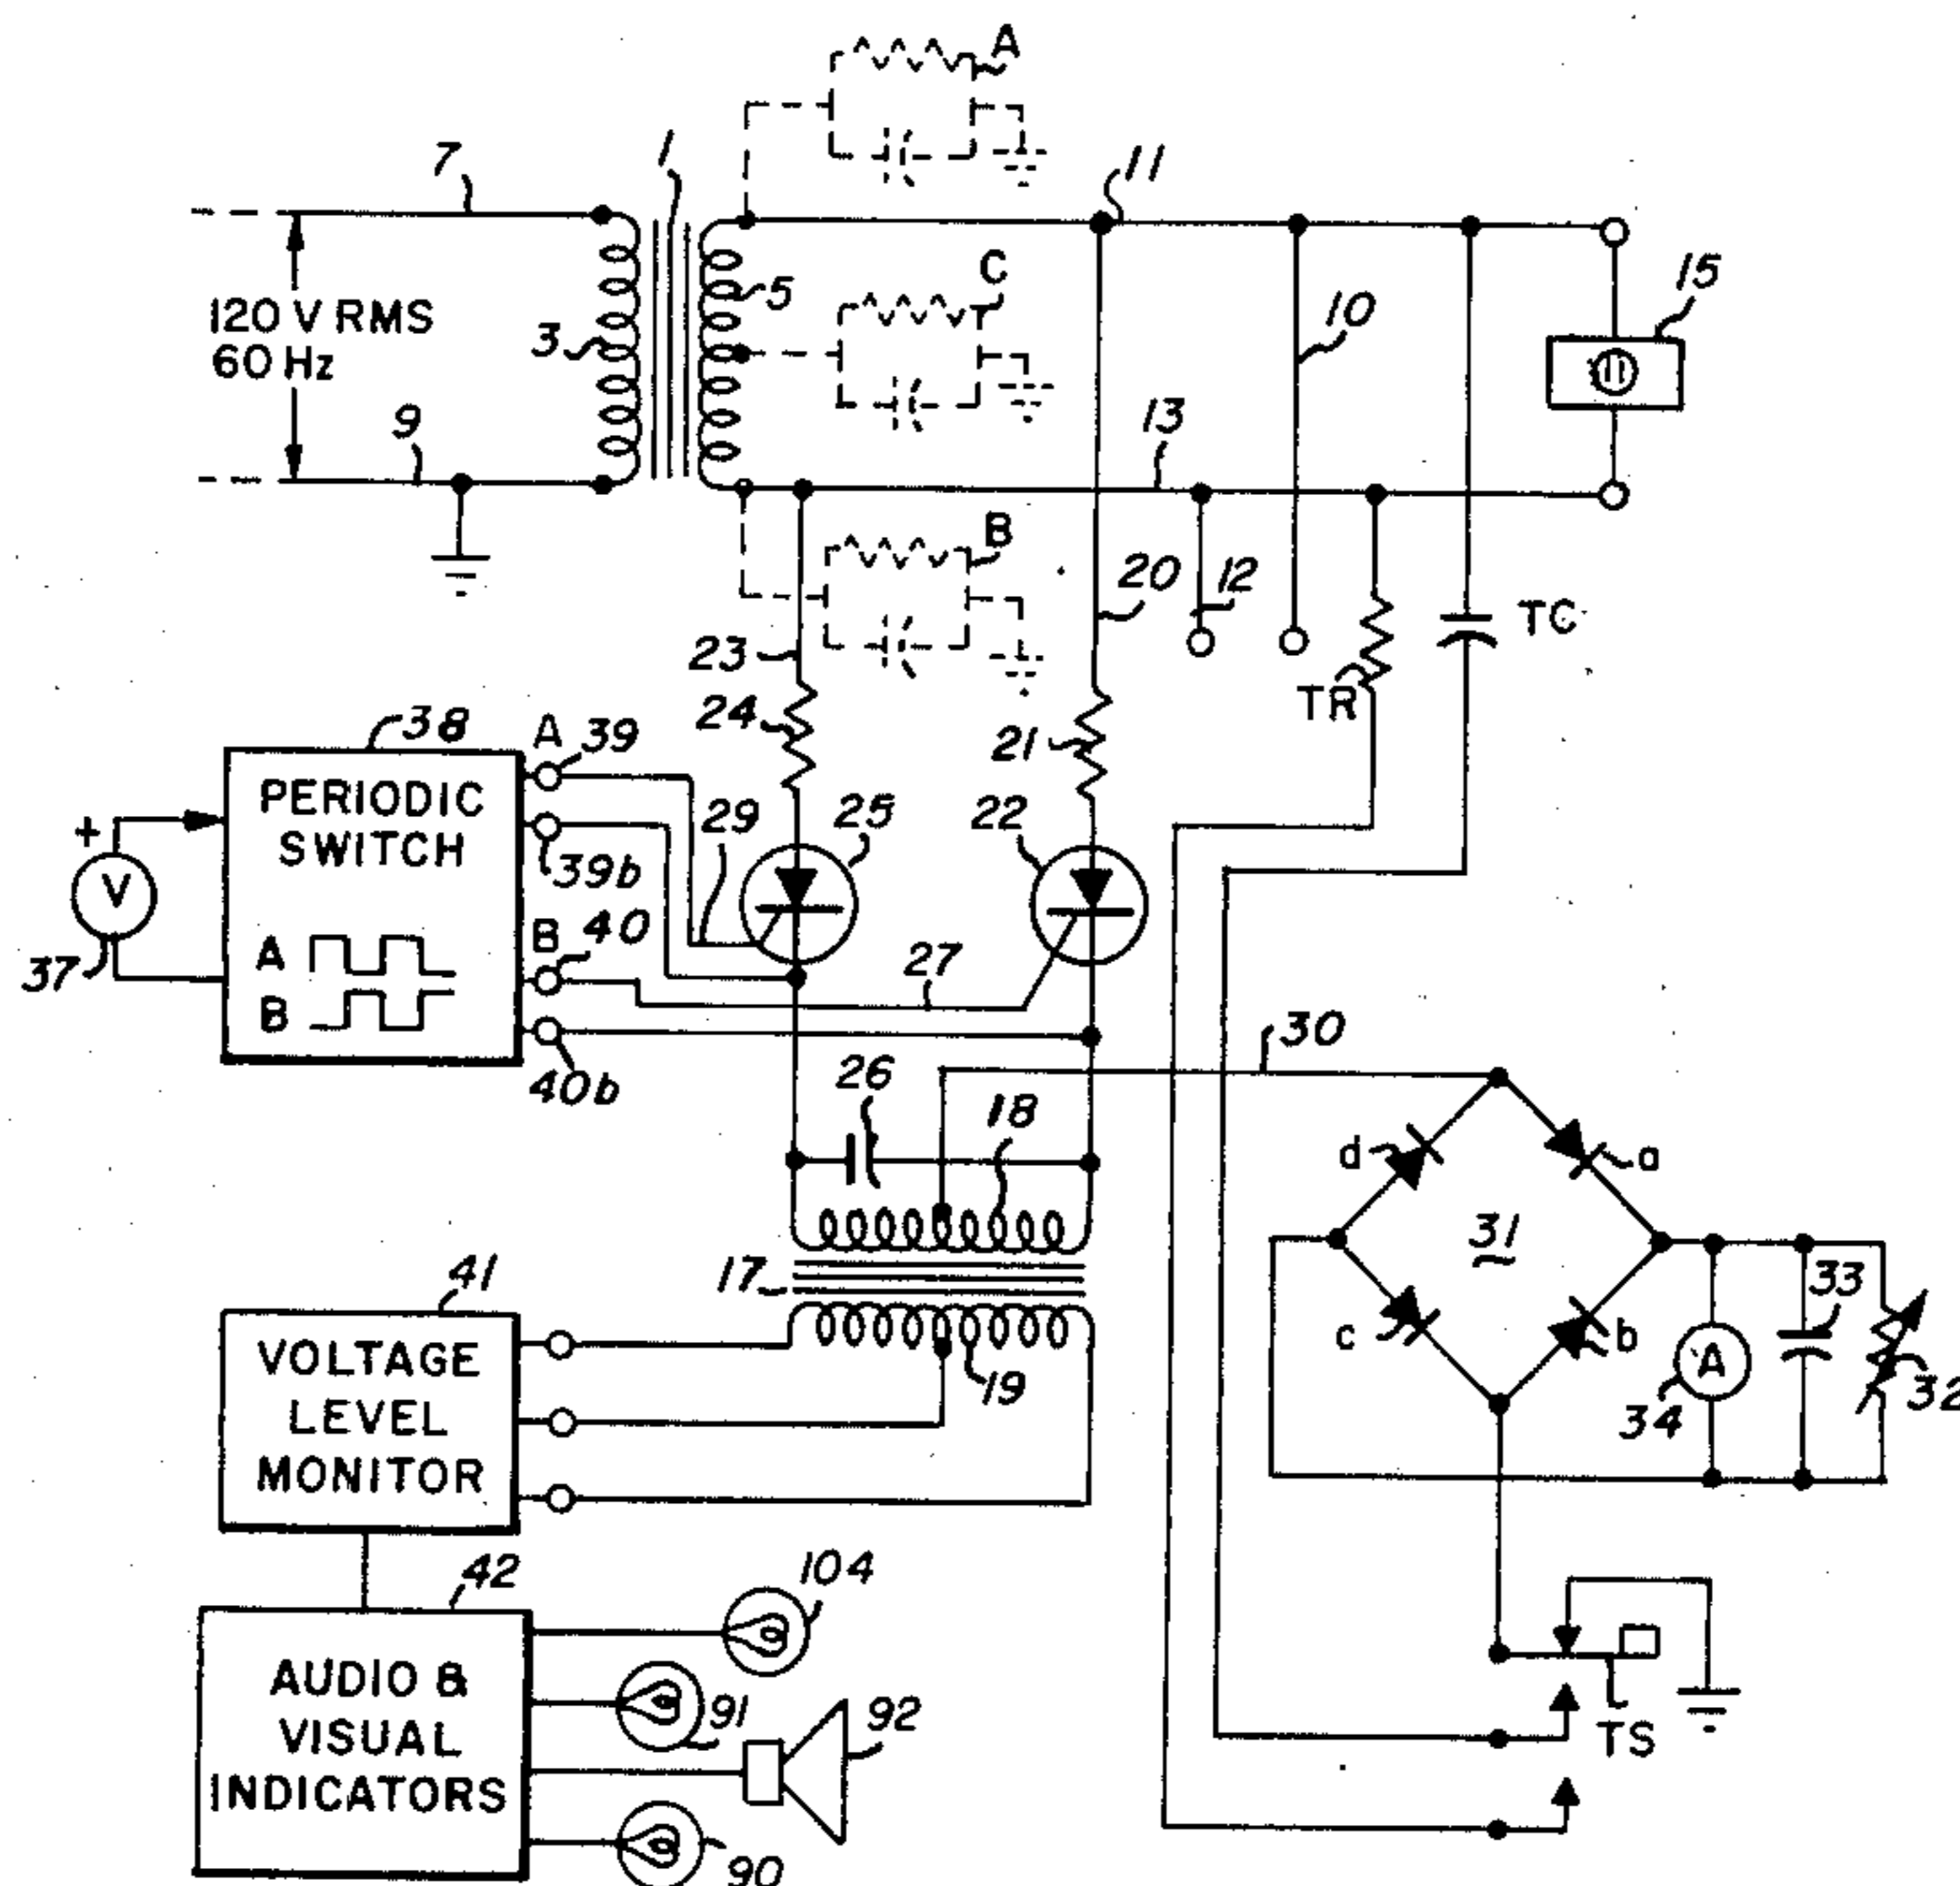 A
7
1
11
C
5
15
120 V RMS
60 Hz
3
10
9
13
B
20
12
TC
23
TR
24
21
38
A 39
PERIODIC
SWITCH
29
25
22
+
V
39b
37
A
B
B 40
27
40b
30
26
18
d
a
31
17
41
33
c
b
A
34
32
VOLTAGE
LEVEL
MONITOR
19
42
104
AUDIO &
VISUAL
INDICATORS
91
92
TS
90